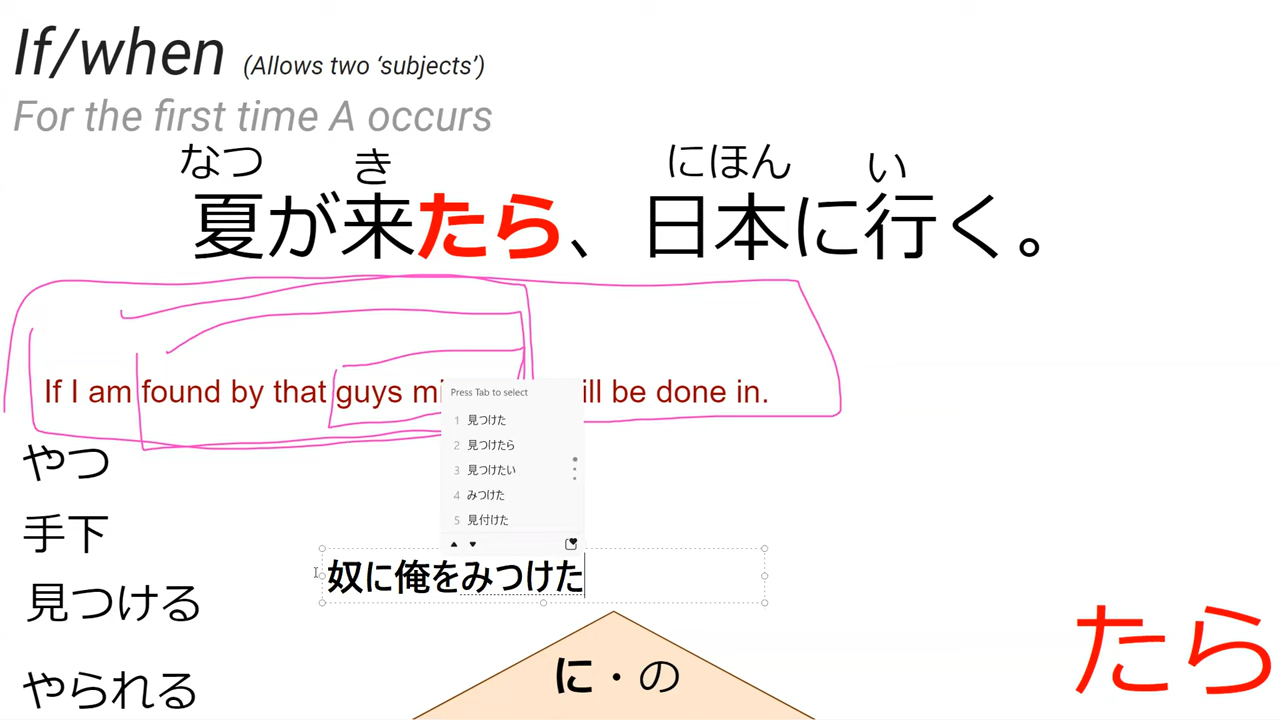 If/when (Allows two ‘subjects’)
For the first time A occurs
なつ き にほん い
夏が来たら、日本に行く。
If I am found by that guys mi ill be done in.
Press Tab to select
1 見つけた
2 見つけたら
3 見つけたい
4 みつけた
5 見付けた
やつ
手下
奴に俺をみつけた
見つける
に・の
やられる
たら